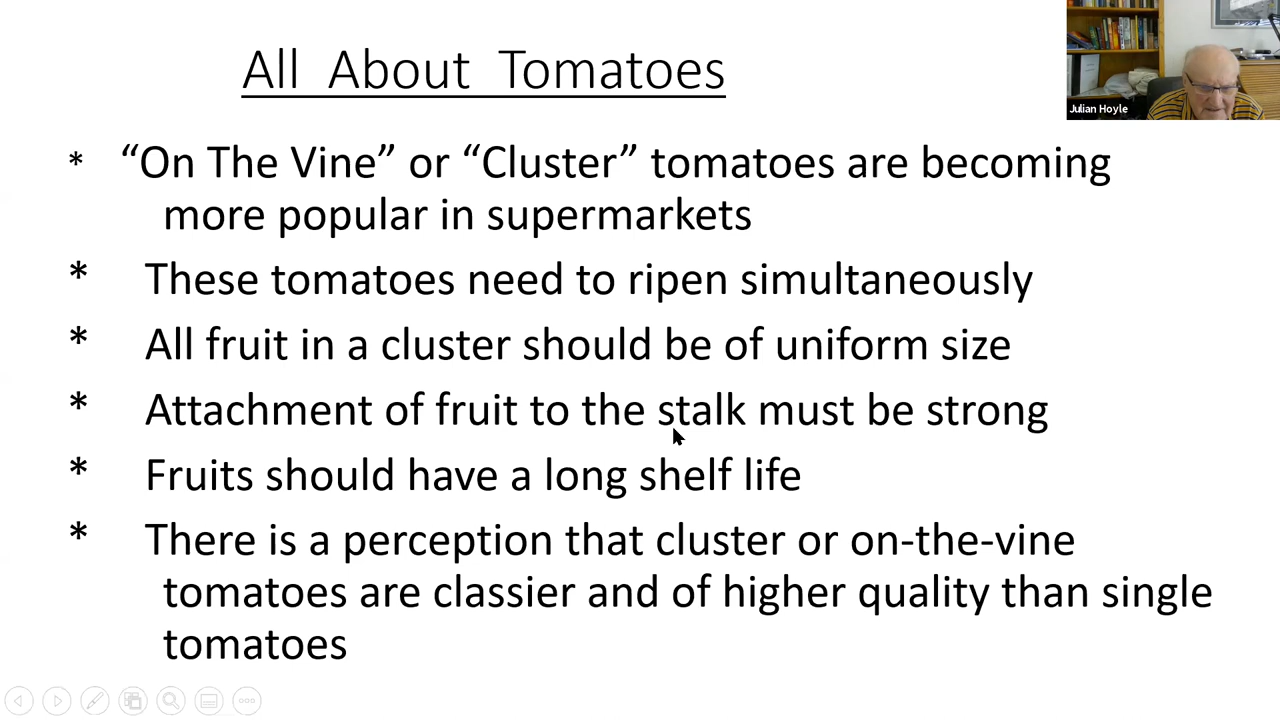 All About Tomatoes
Julian Hoyle
* “On The Vine” or “Cluster” tomatoes are becoming
more popular in supermarkets
* These tomatoes need to ripen simultaneously
* All fruit in a cluster should be of uniform size
* Attachment of fruit to the stalk must be strong
* Fruits should have a long shelf life
* There is a perception that cluster or on-the-vine
tomatoes are classier and of higher quality than single
tomatoes